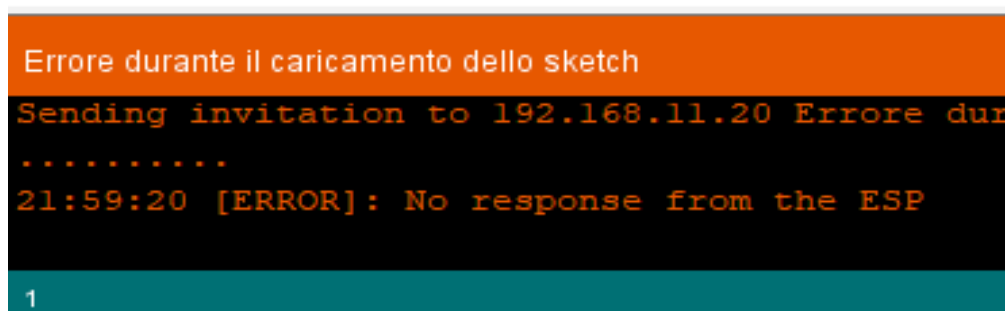 Errore durante il caricamento dello sketch
Sending invitation to 192.168.11.20 Errore
..........
21:59:20 [ERROR]: No response from the ESP
1